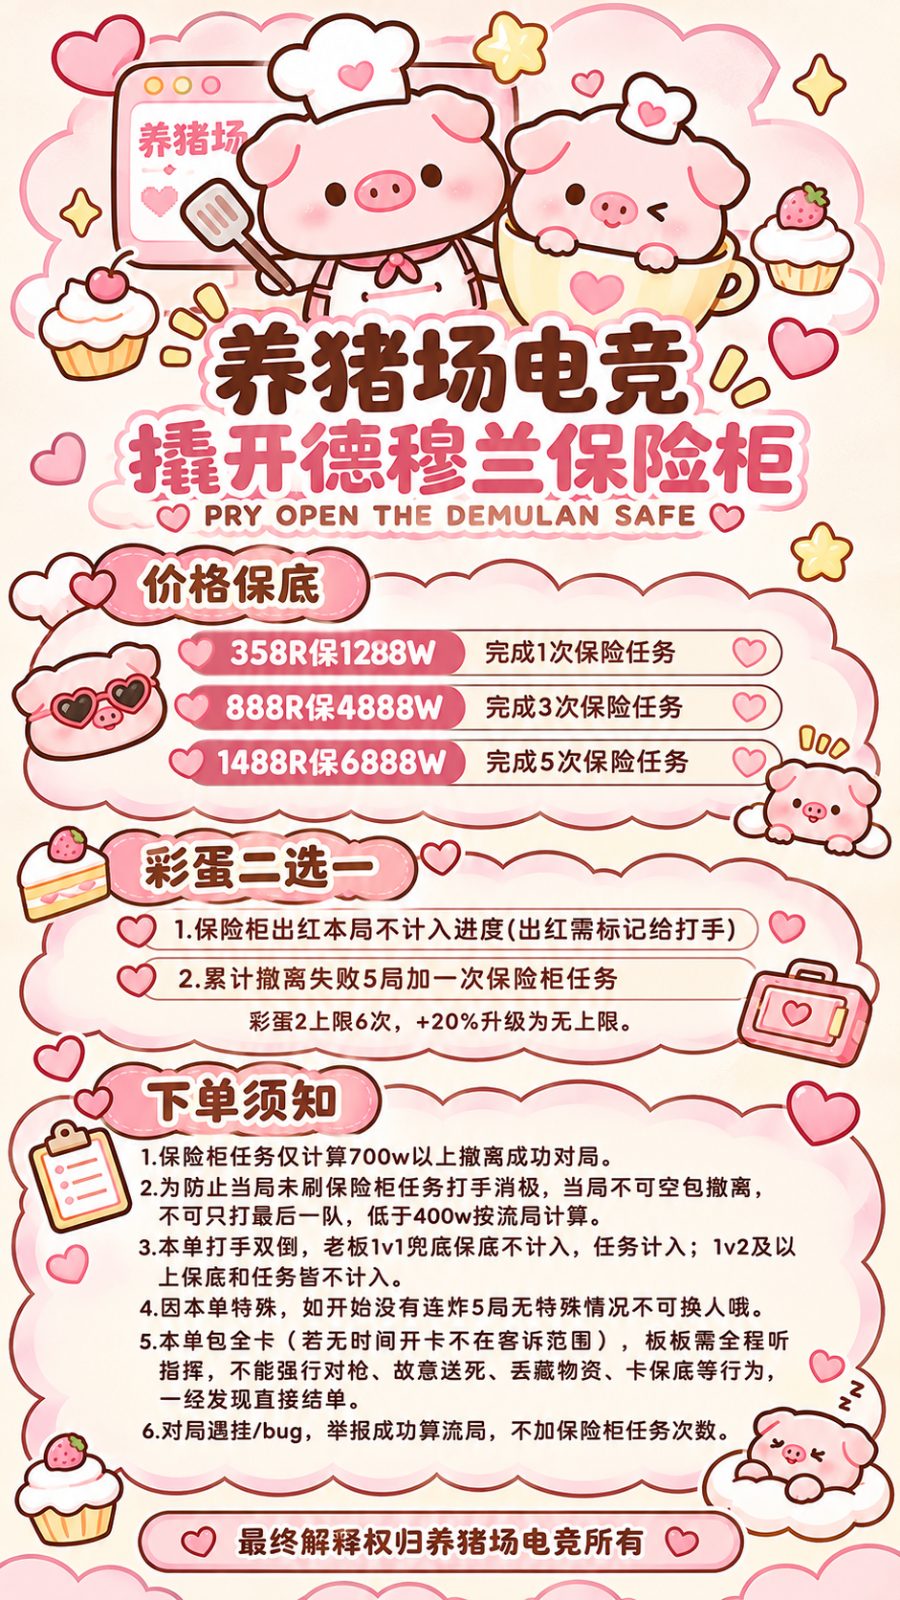 养猪场
养猪场电竞
撬开德穆兰保险柜
PRY OPEN THE DEMULAN SAFE
价格保底
358R保1288W 完成1次保险任务
888R保4888W 完成3次保险任务
1488R保6888W 完成5次保险任务
彩蛋二选一
1.保险柜出红本局不计入进度(出红需标记给打手)
2.累计撤离失败5局加一次保险柜任务
彩蛋2上限6次，+20%升级为无上限。
下单须知
1.保险柜任务仅计算700w以上撤离成功对局。
2.为防止当局未刷保险柜任务打手消极，当局不可空包撤离，
不可只打最后一队，低于400w按流局计算。
3.本单打手双倒，老板1v1兜底保底不计入，任务计入；1v2及以
上保底和任务皆不计入。
4.因本单特殊，如开始没有连炸5局无特殊情况不可换人哦。
5.本单包全卡（若无时间开卡不在客诉范围），板板需全程听
指挥，不能强行对枪、故意送死、丢藏物资、卡保底等行为，
一经发现直接结单。
6.对局遇挂/bug，举报成功算流局，不加保险柜任务次数。
z z z
最终解释权归养猪场电竞所有